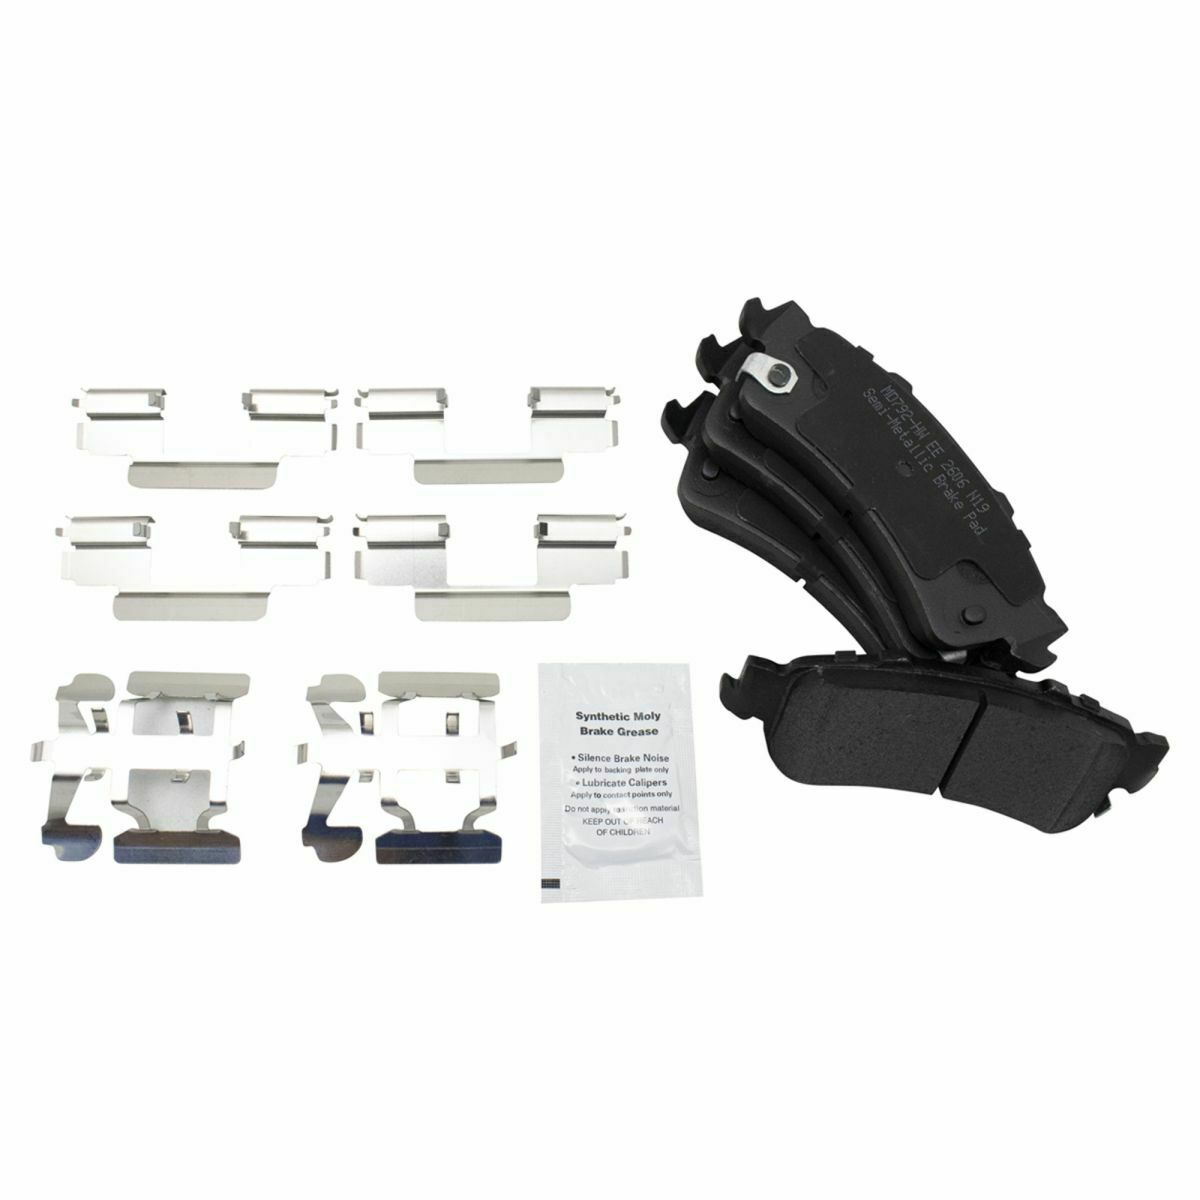 MD792-HW EE 2606 N19
Semi-Metallic Brake Pad
Synthetic Moly
Brake Grease
• Silence Brake Noise
Apply to backing plate only
• Lubricate Calipers
Apply to contact points only
Do not apply to friction material
KEEP OUT OF REACH
OF CHILDREN